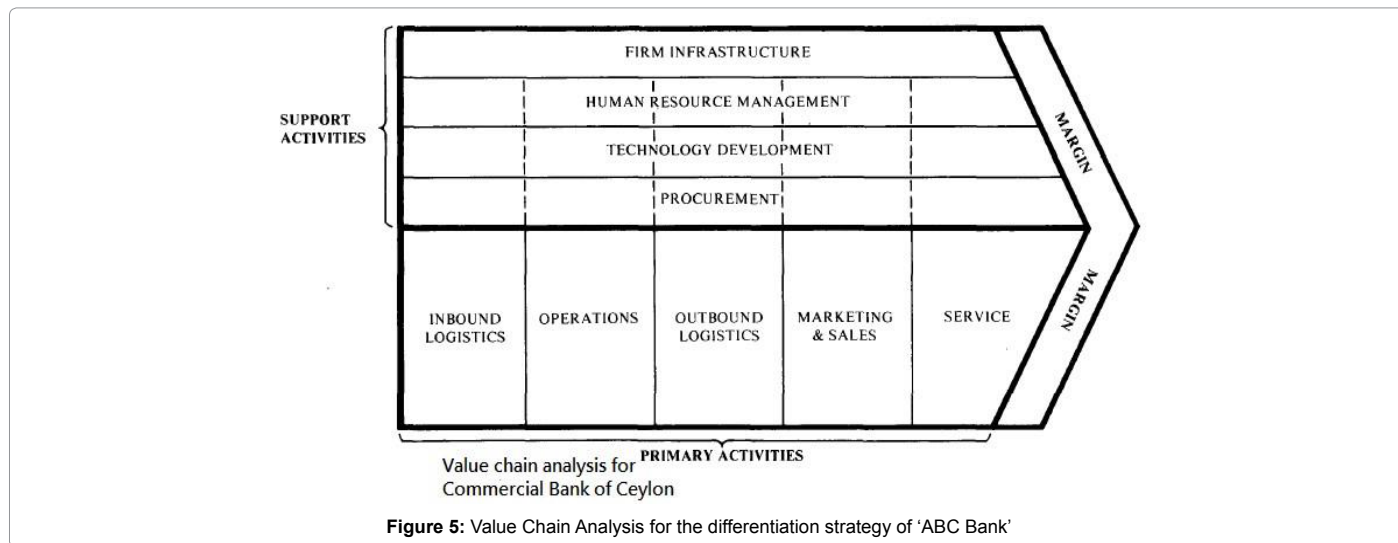 FIRM INFRASTRUCTURE
HUMAN RESOURCE MANAGEMENT
SUPPORT
ACTIVITIES
TECHNOLOGY DEVELOPMENT
PROCUREMENT
MARGIN
MARGIN
INBOUND
LOGISTICS
OPERATIONS
OUTBOUND
LOGISTICS
MARKETING
& SALES
SERVICE
PRIMARY ACTIVITIES
Value chain analysis for
Commercial Bank of Ceylon
Figure 5: Value Chain Analysis for the differentiation strategy of ‘ABC Bank’